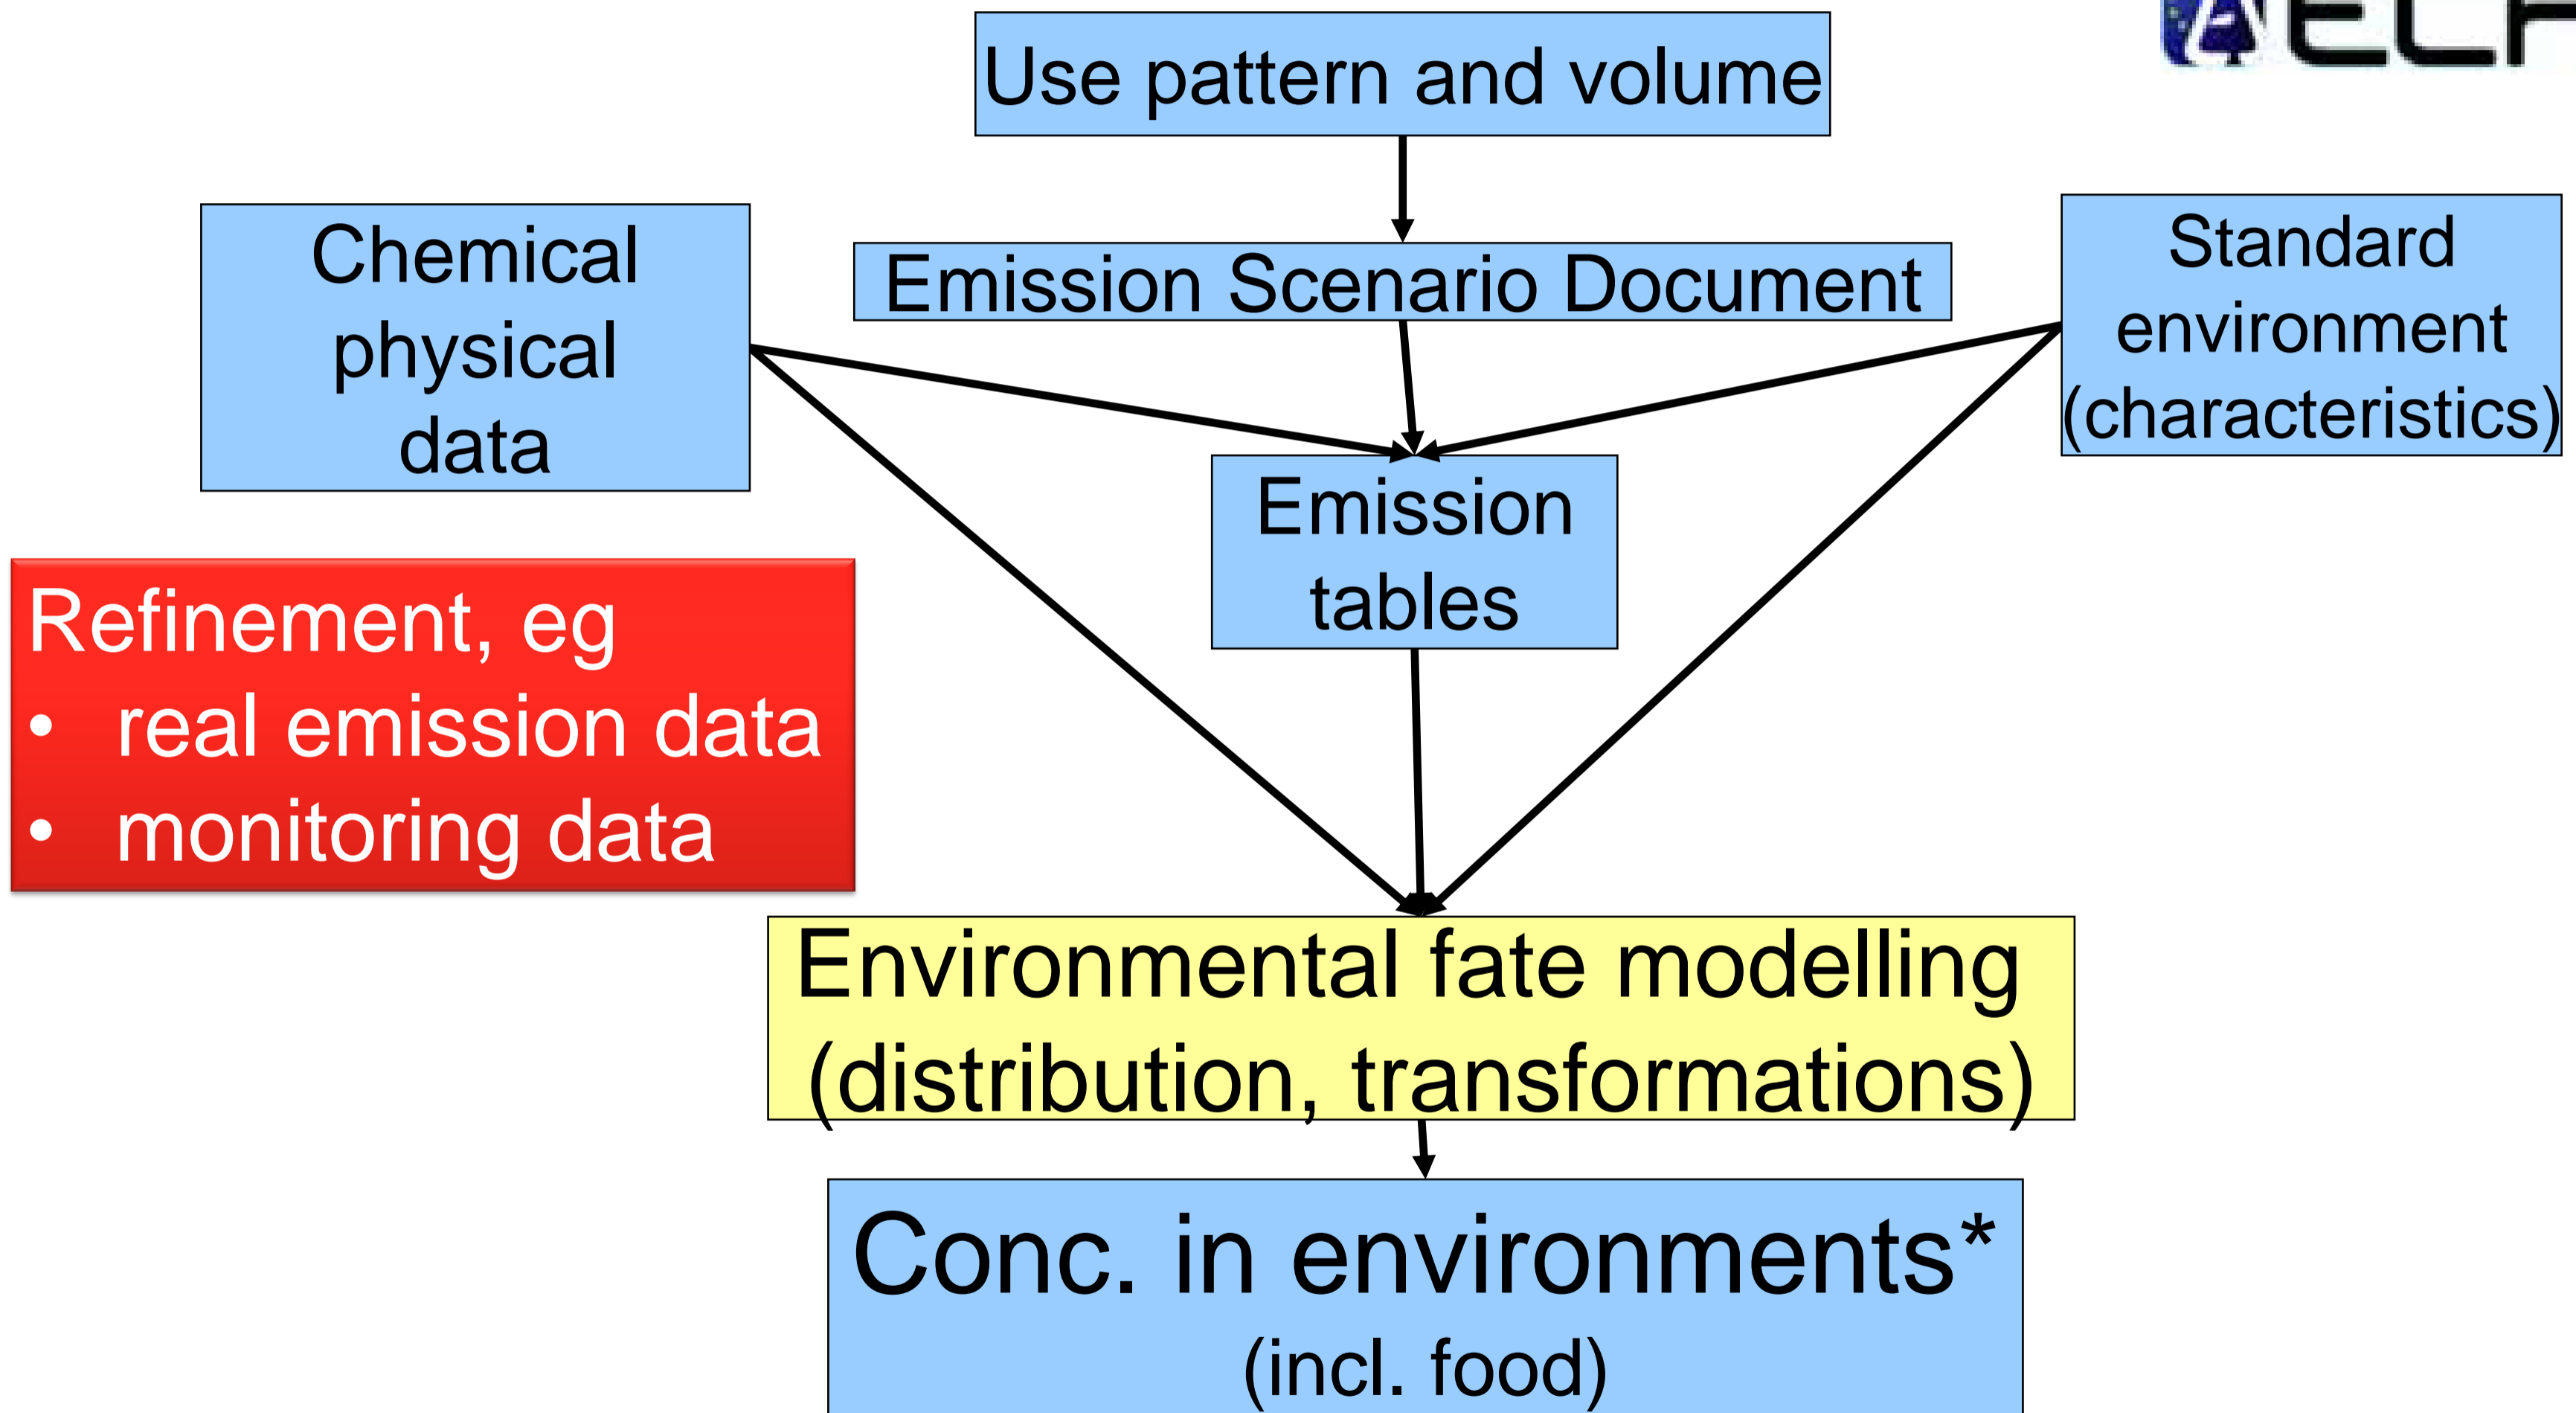 Use pattern and volume
Chemical
physical
data
Emission Scenario Document
Standard
environment
(characteristics)
Emission
tables
Refinement, eg
• real emission data
• monitoring data
Environmental fate modelling
(distribution, transformations)
Conc. in environments*
(incl. food)